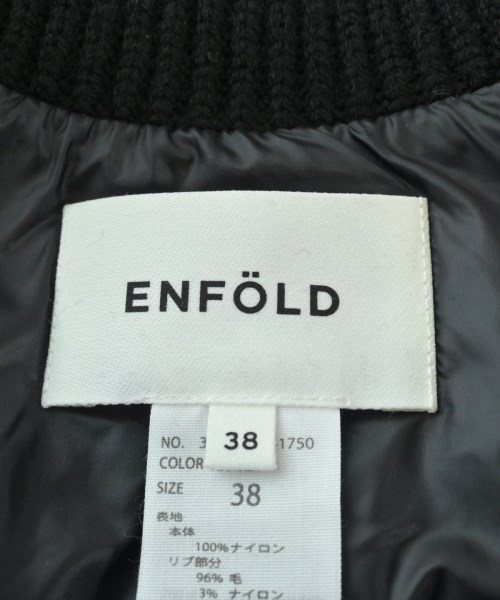 ENFÖLD
38
NO. 3 1750
COLOR
SIZE 38
表地
本体
100%ナイロン
リブ部分
96% 毛
3% ナイロン